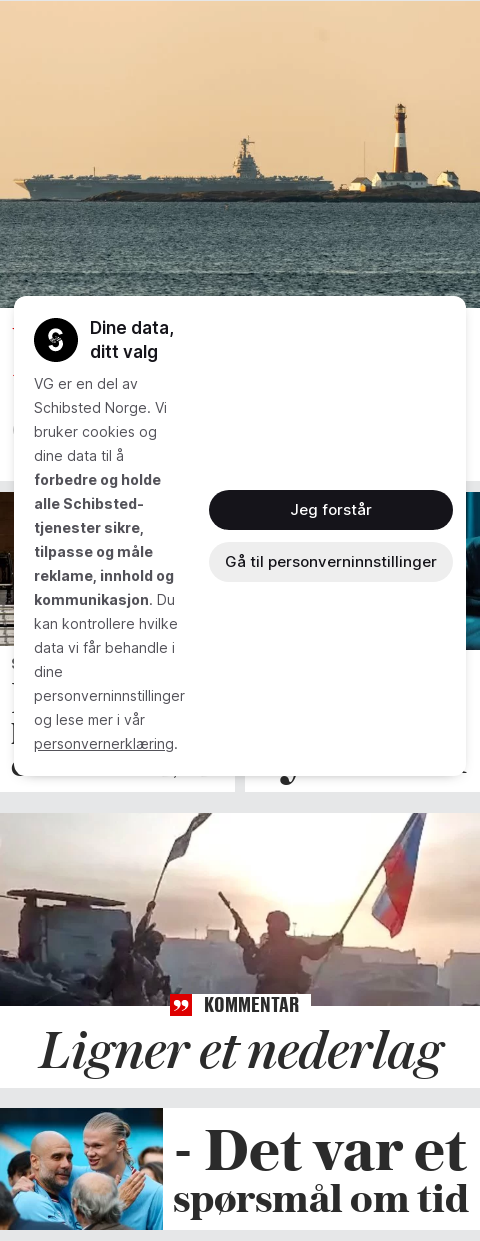 Dine data,
ditt valg
VG er en del av
Schibsted Norge. Vi
bruker cookies og
dine data til å
forbedre og holde
alle Schibsted-
tjenester sikre,
tilpasse og måle
reklame, innhold og
kommunikasjon. Du
kan kontrollere hvilke
data vi får behandle i
dine
personverninnstillinger
og lese mer i vår
personvernerklæring.
Jeg forstår
Gå til personverninnstillinger
KOMMENTAR
Ligner et nederlag
- Det var et
spørsmål om tid